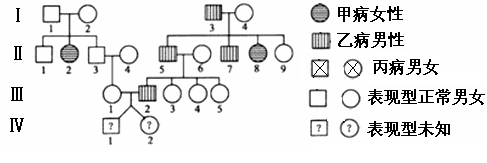 Ⅰ 1 2 3 4 甲病女性
Ⅱ 1 2 3 4 5 6 7 8 9 乙病男性
丙病男女
Ⅲ 1 2 3 4 5 表现型正常男女
Ⅳ ? ? ? ? 表现型未知
1 2